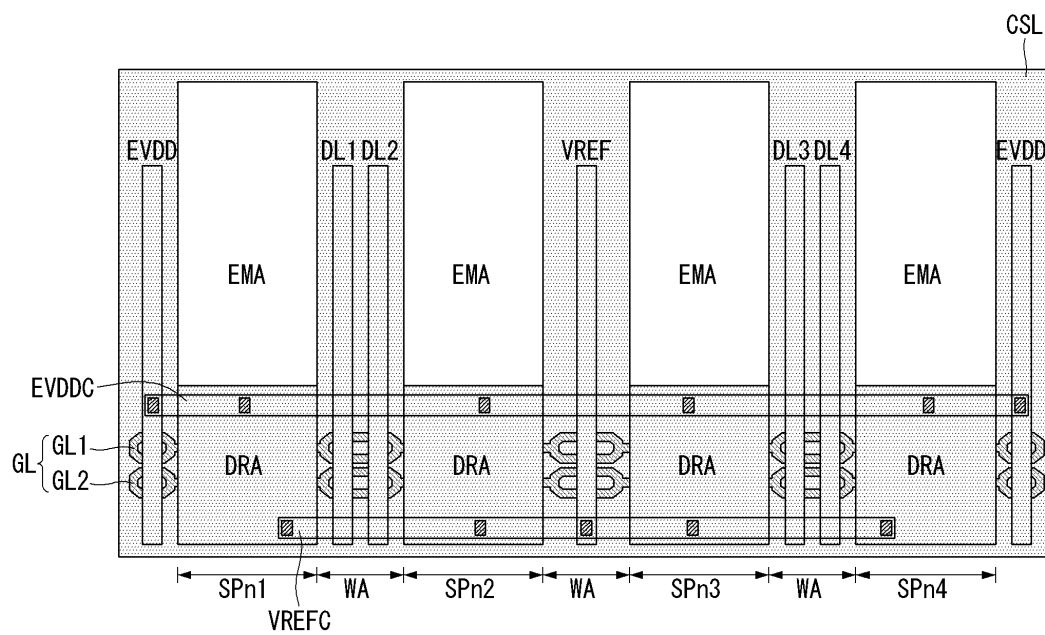 CSL
EVDD DL1 DL2 VREF DL3 DL4 EVDD
EMA EMA EMA EMA
EVDDC
GL GL1
GL2
DRA DRA DRA DRA
SPn1 WA SPn2 WA SPn3 WA SPn4
VREFC